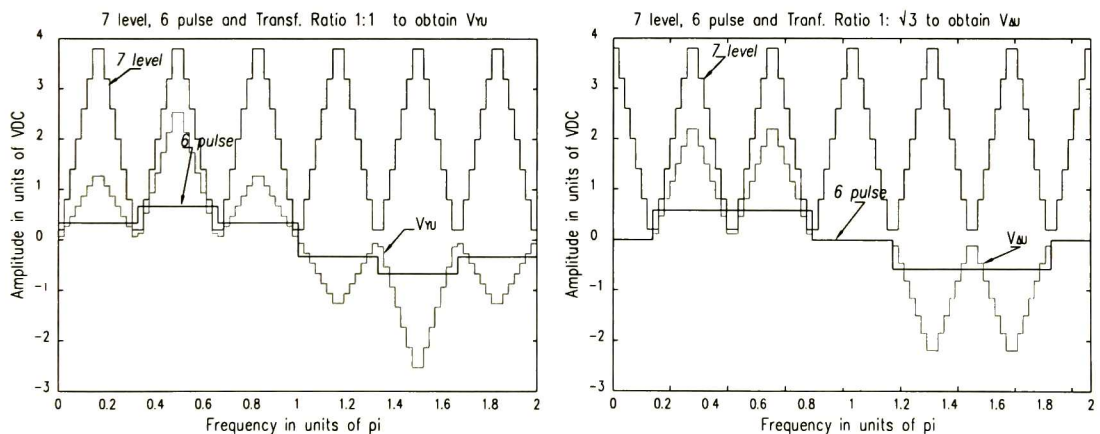 7 level, 6 pulse and Transf. Ratio 1:1 to obtain VYU
4
3
2
1
0
-1
-2
-3
Amplitude in units of VDC
7 level
6 pulse
VYU
0 0.2 0.4 0.6 0.8 1 1.2 1.4 1.6 1.8 2
Frequency in units of pi
7 level, 6 pulse and Tranf. Ratio 1: √3 to obtain VΔU
4
3
2
1
0
-1
-2
-3
Amplitude in units of VDC
7 level
6 pulse
VΔU
0 0.2 0.4 0.6 0.8 1 1.2 1.4 1.6 1.8 2
Frequency in units of pi